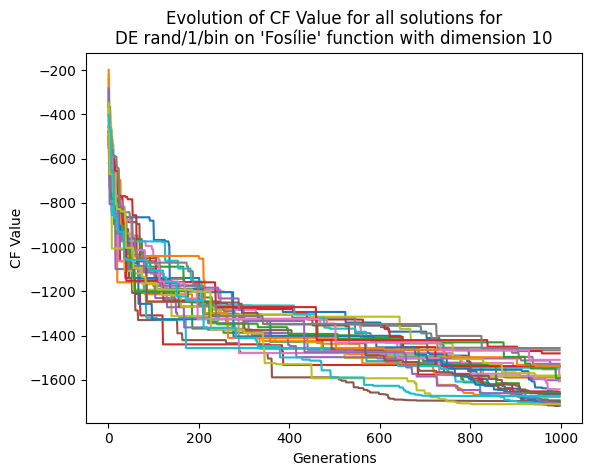 Evolution of CF Value for all solutions for
DE rand/1/bin on 'Fosílie' function with dimension 10
CF Value
−200
−400
−600
−800
−1000
−1200
−1400
−1600
0 200 400 600 800 1000
Generations